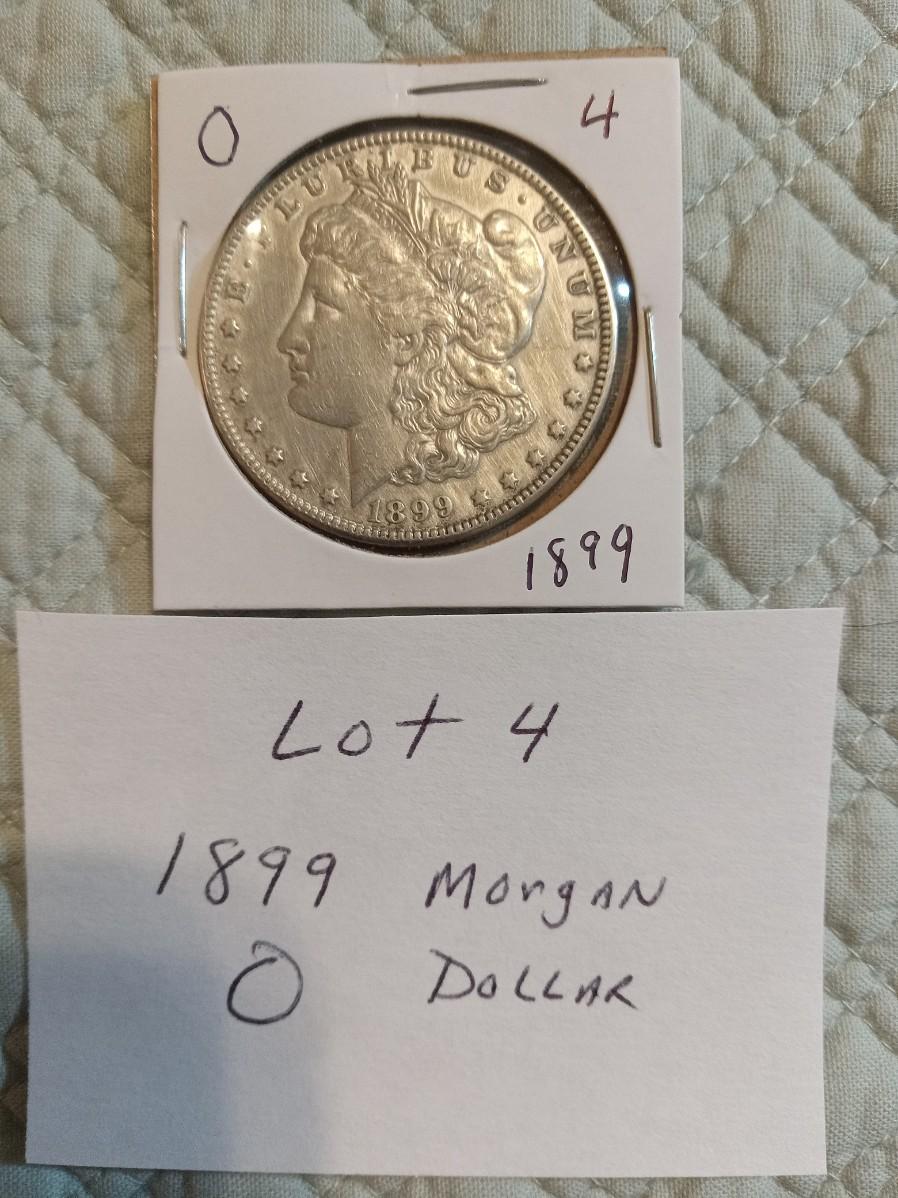 O 4
E · PLURIBUS · UNUM
1899
1899
Lot 4
1899 Morgan
O Dollar